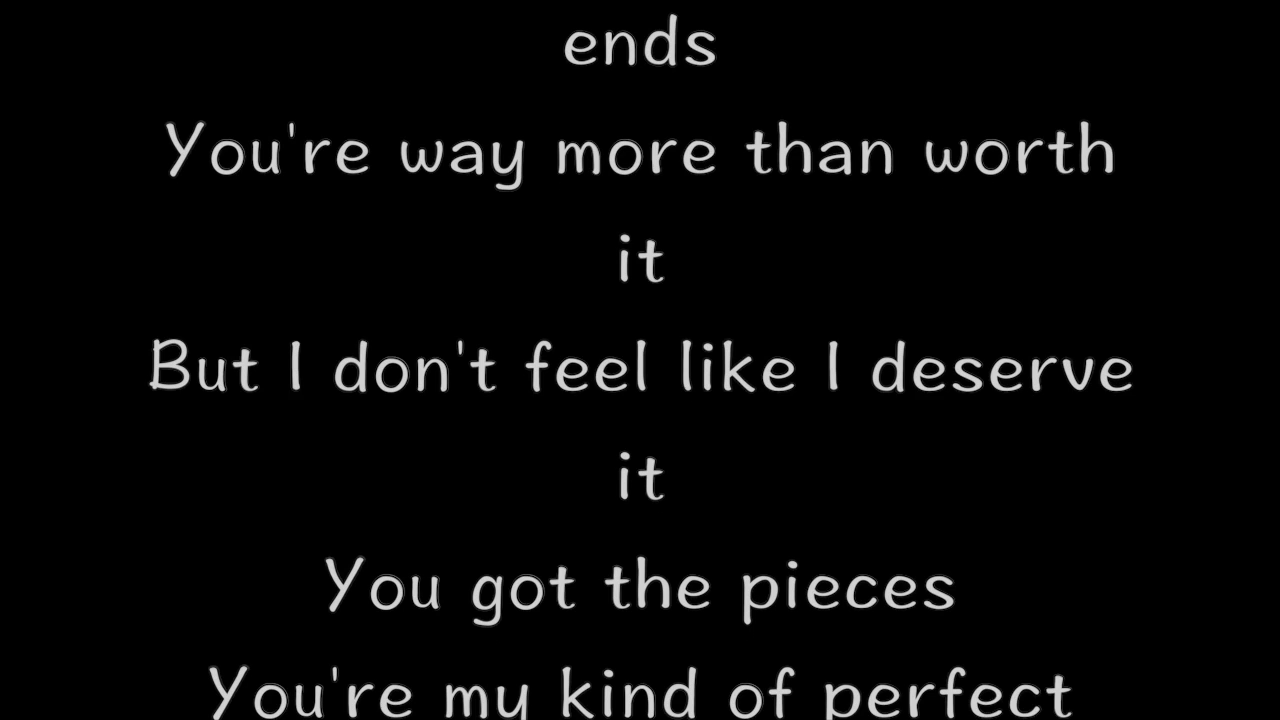 ends
You're way more than worth
it
But I don't feel like I deserve
it
You got the pieces
You're my kind of perfect